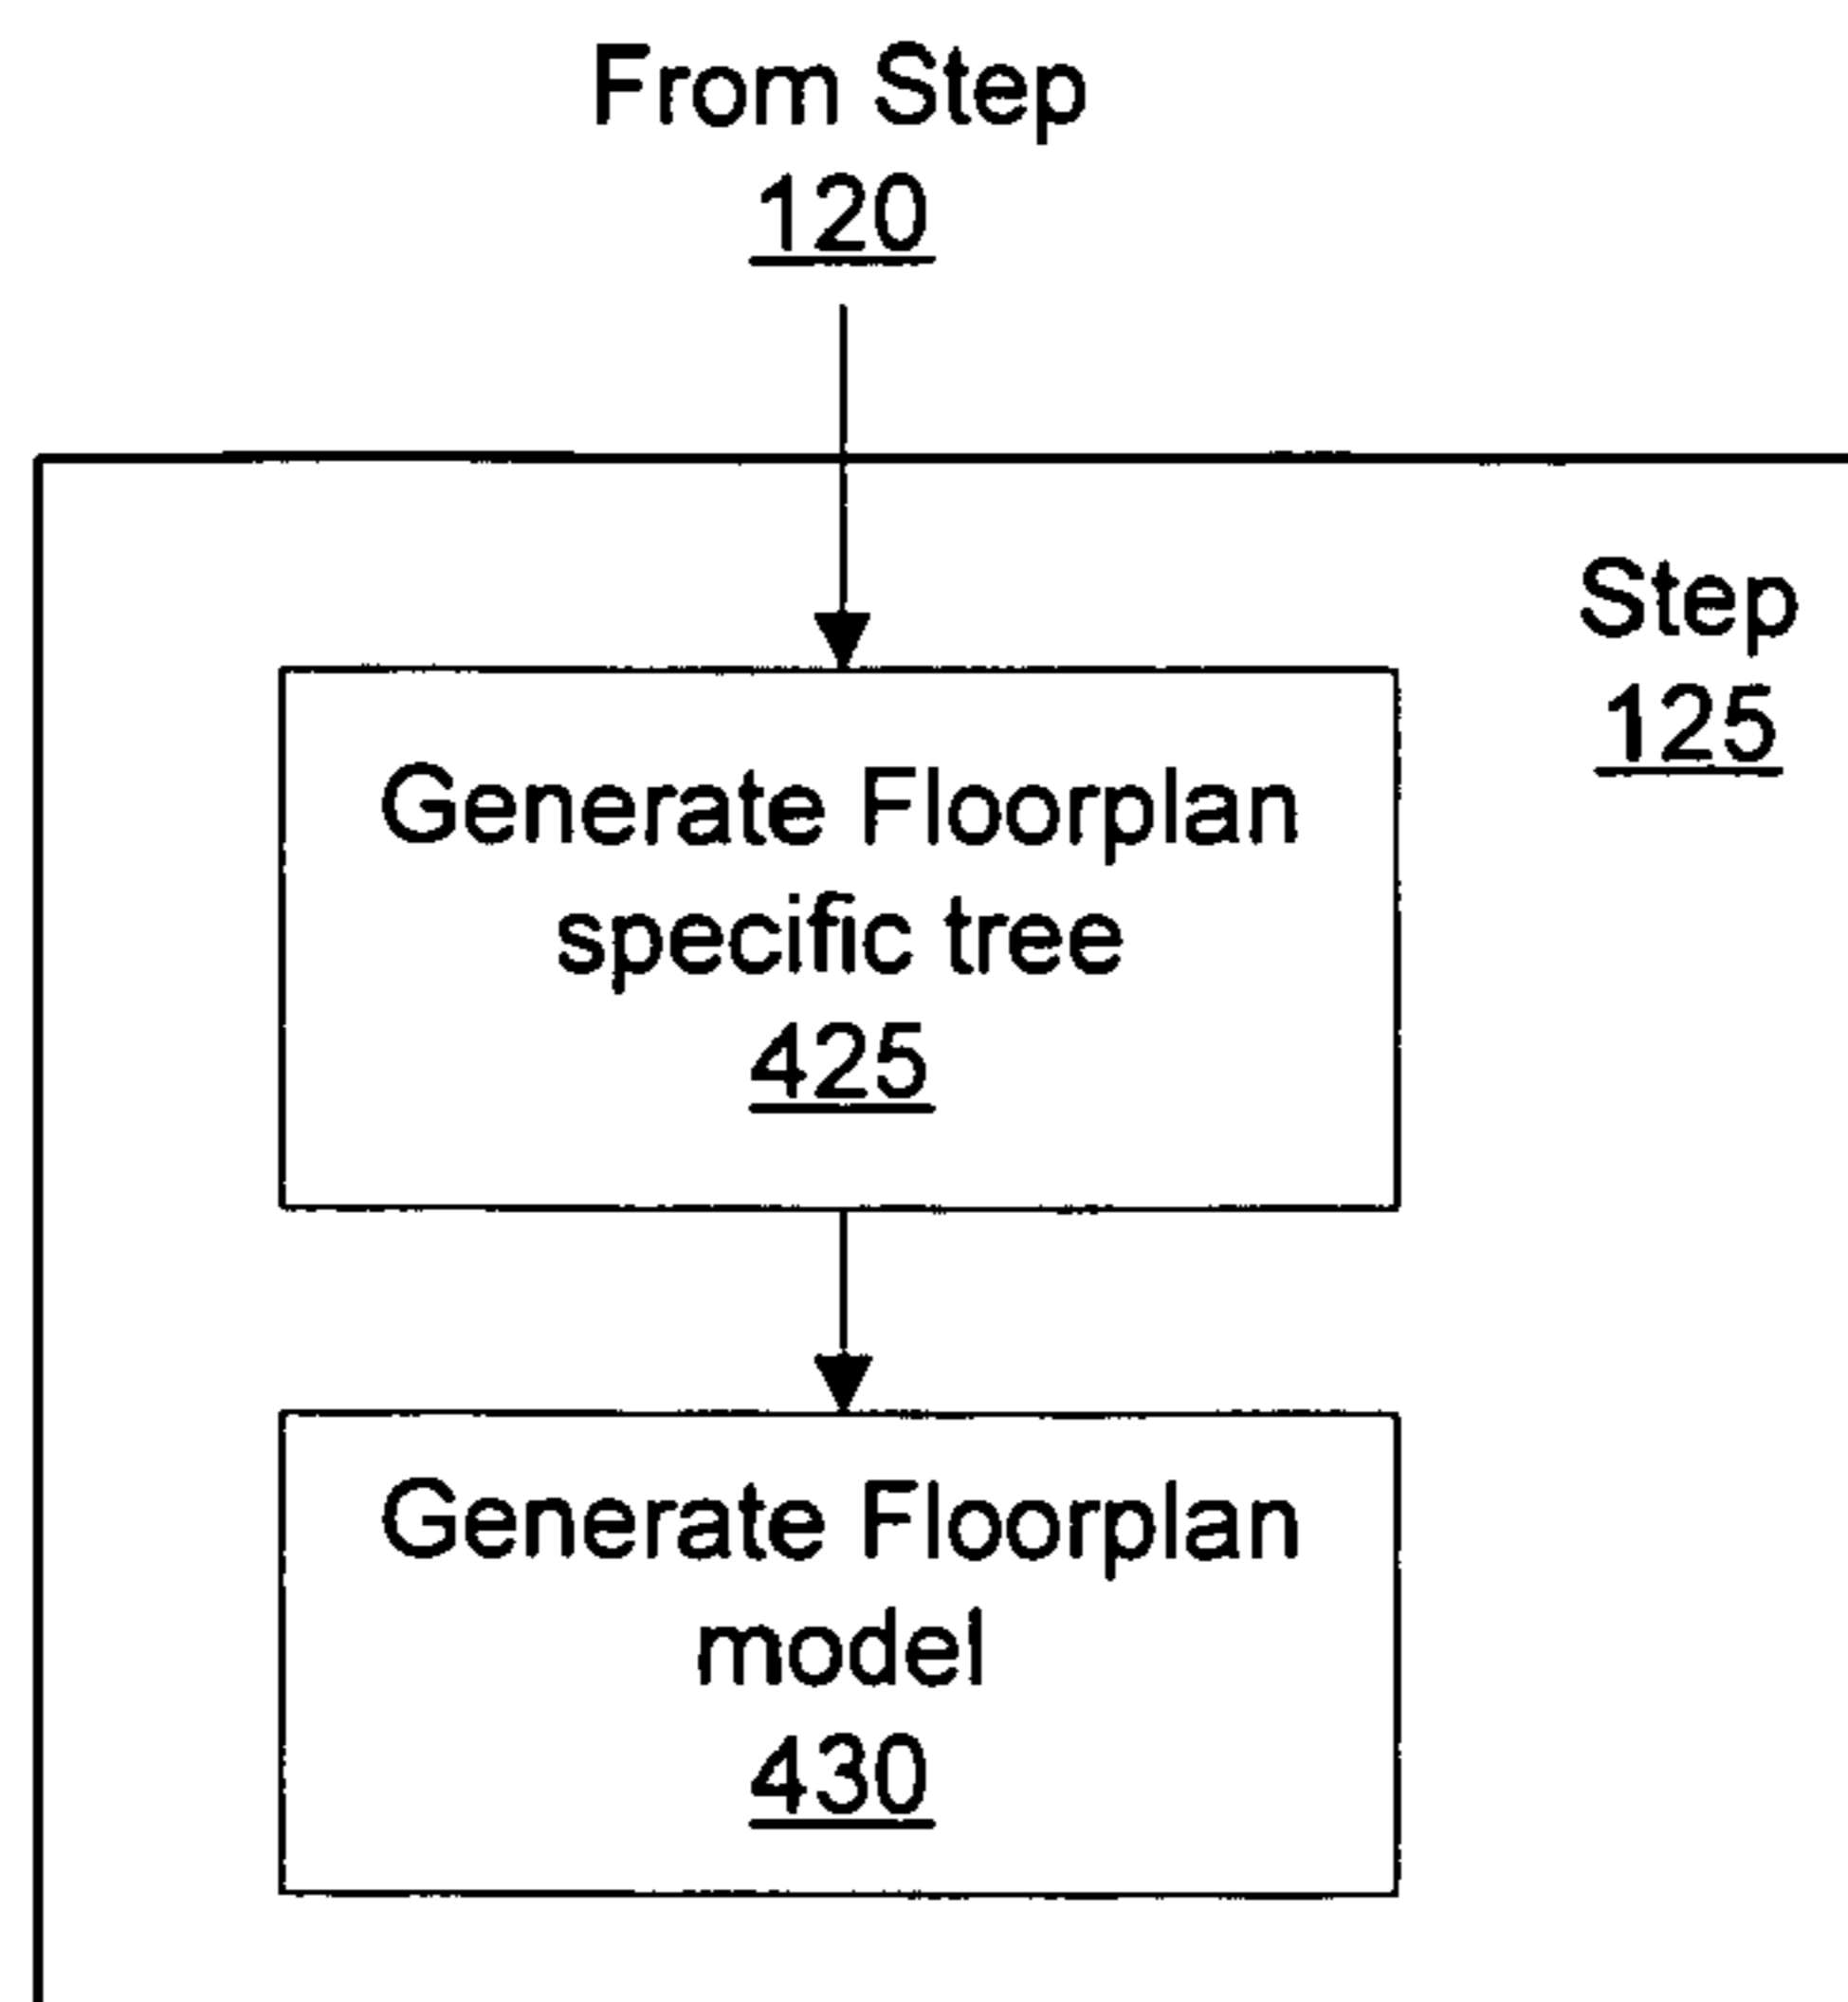 From Step
120
Step
125
Generate Floorplan
specific tree
425
Generate Floorplan
model
430